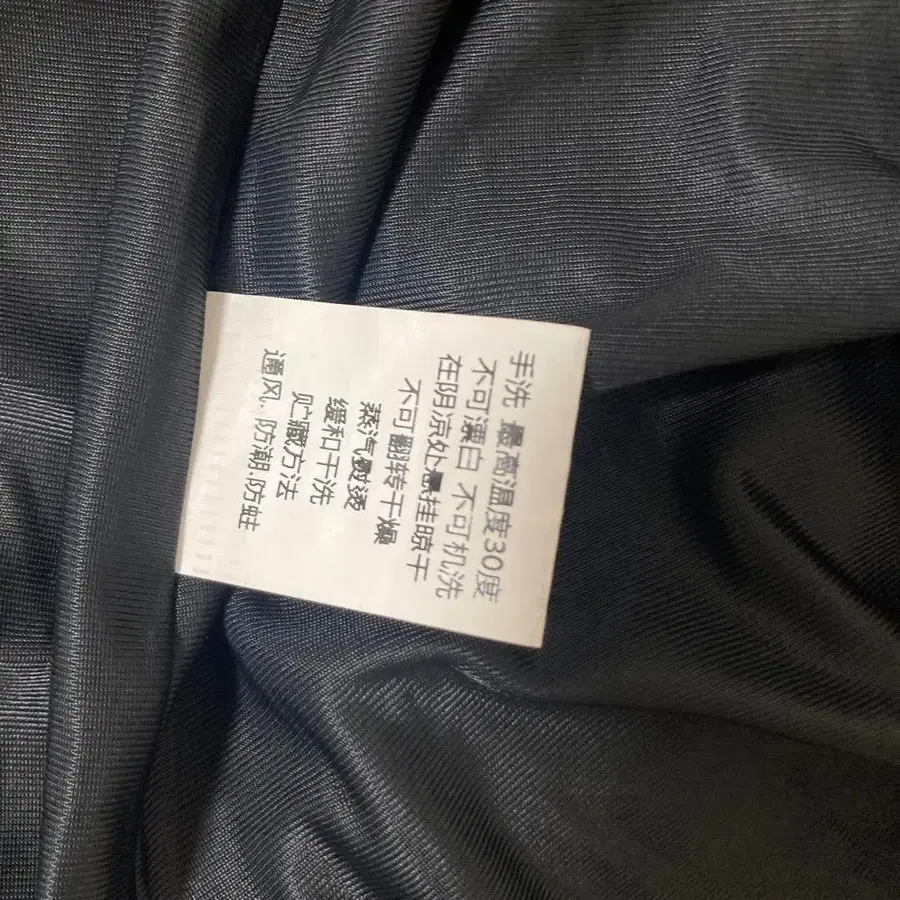 手洗 最高温度30度
不可漂白 不可机洗
在阴凉处悬挂晾干
不可翻转干燥
蒸汽熨烫
缓和干洗
贮藏方法
通风.防潮.防蛀